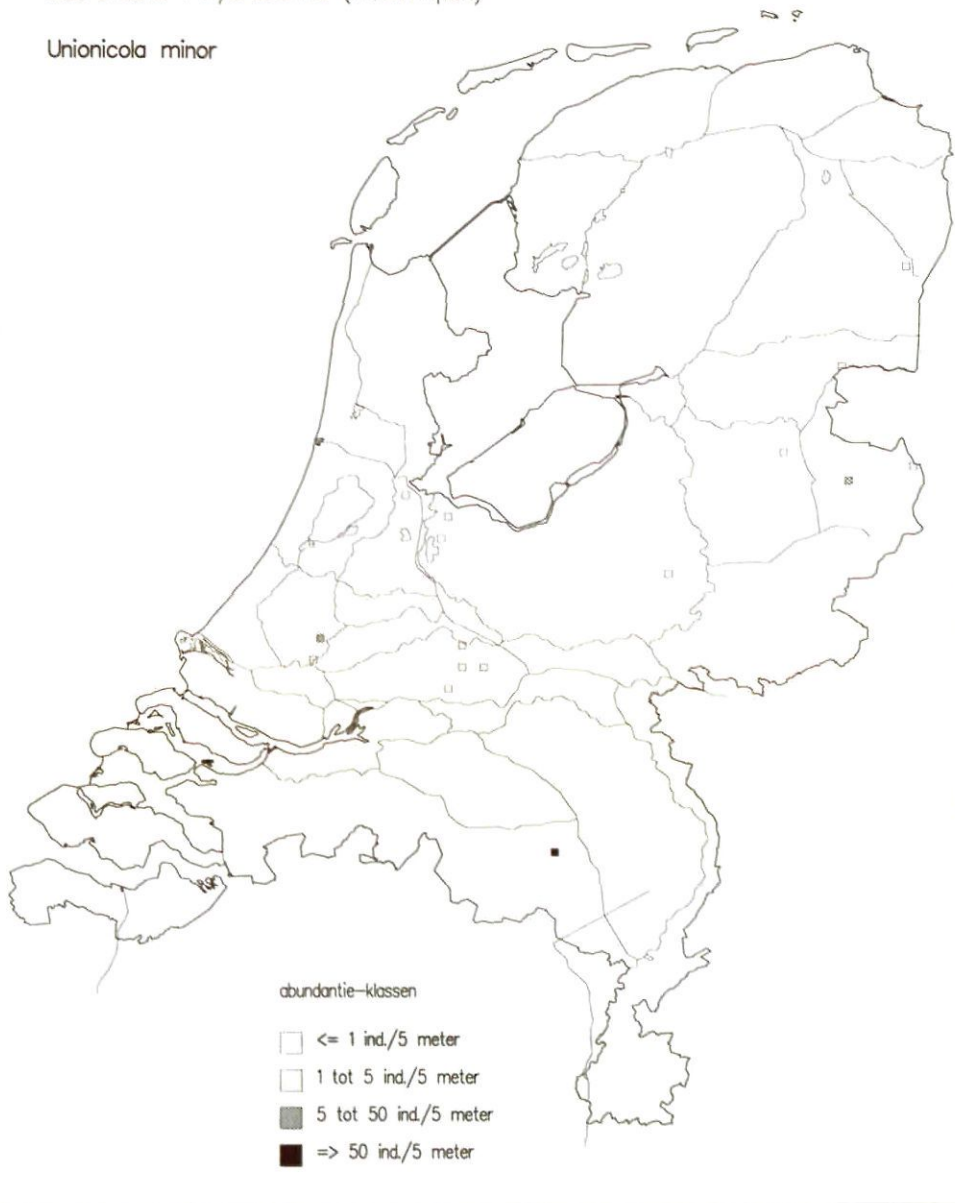 Unionicola minor
abundantie-klassen
<= 1 ind./5 meter
1 tot 5 ind./5 meter
5 tot 50 ind./5 meter
=> 50 ind./5 meter